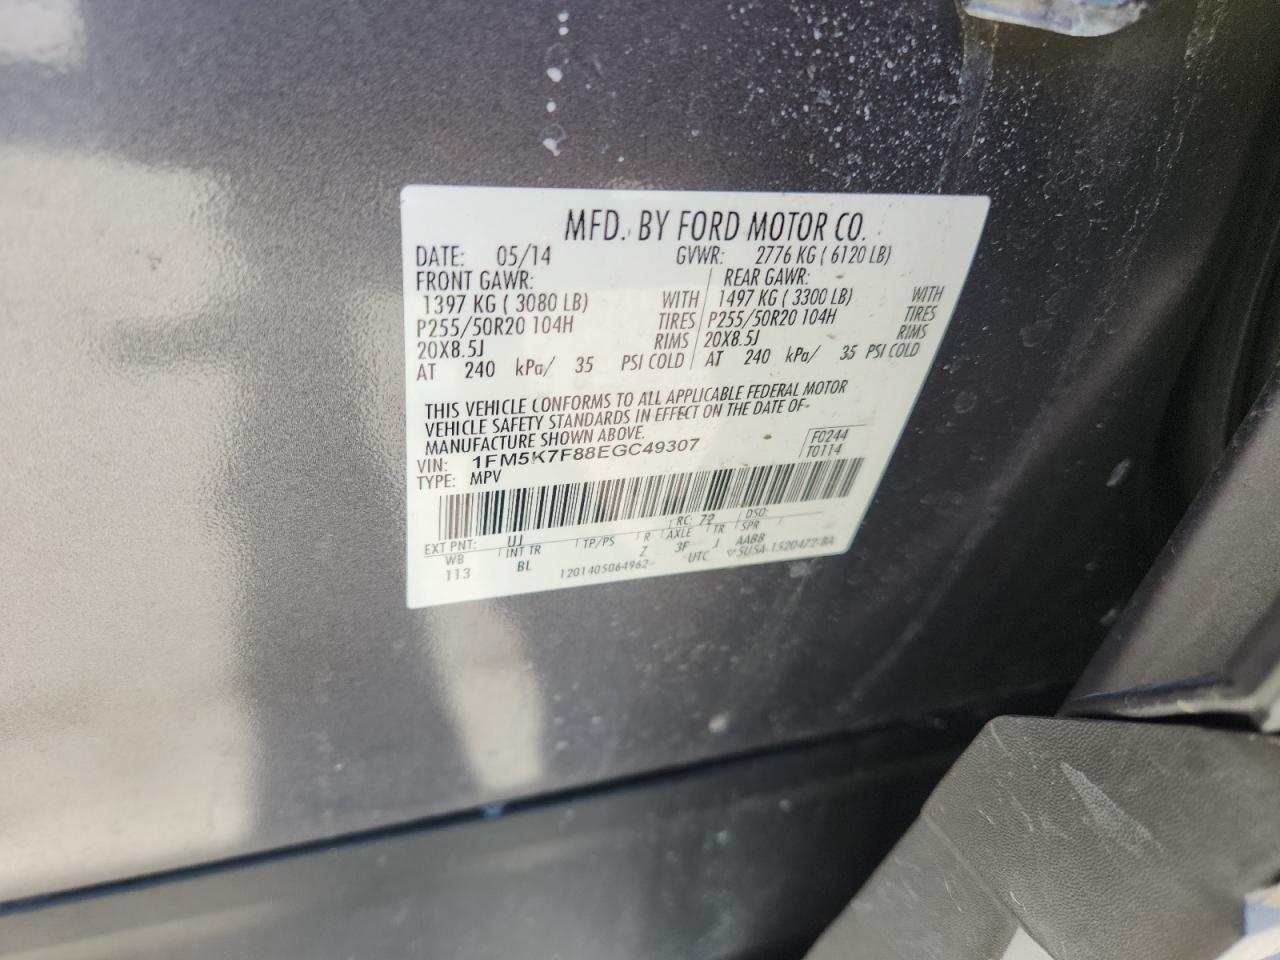 MFD. BY FORD MOTOR CO.
DATE: 05/14 GVWR: 2776 KG ( 6120 LB)
FRONT GAWR: REAR GAWR:
1397 KG ( 3080 LB) WITH 1497 KG ( 3300 LB) WITH
P255/50R20 104H TIRES P255/50R20 104H TIRES
20X8.5J RIMS 20X8.5J RIMS
AT 240 kPa/ 35 PSI COLD AT 240 kPa/ 35 PSI COLD
THIS VEHICLE CONFORMS TO ALL APPLICABLE FEDERAL MOTOR
VEHICLE SAFETY STANDARDS IN EFFECT ON THE DATE OF
MANUFACTURE SHOWN ABOVE.
VIN: 1FM5K7F88EGC49307 F0244
TYPE: MPV T0114
EXT PNT: UJ RC: 72 DSO:
WB INT TR TP/PS R AXLE TR SPR
113 BL Z 3F J AABB
1201405064962 UTC ▽5USA-1520472-BA